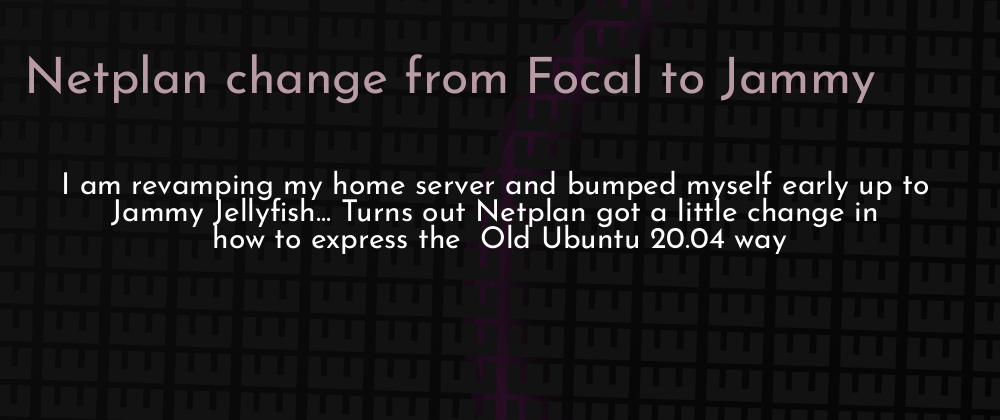 Netplan change from Focal to Jammy
I am revamping my home server and bumped myself early up to
Jammy Jellyfish... Turns out Netplan got a little change in
how to express the  Old Ubuntu 20.04 way